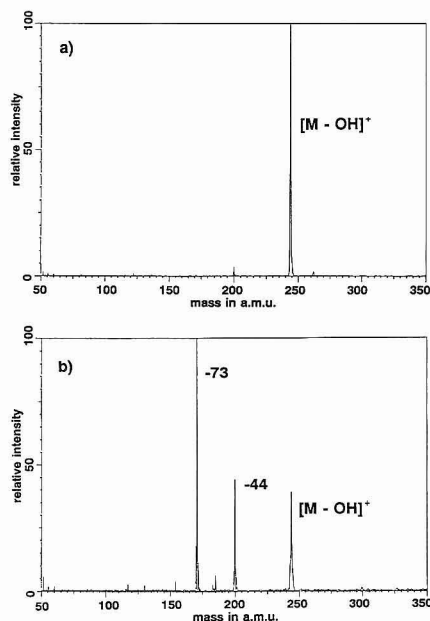 100
a)
[M - OH]⁺
relative intensity
50
0
50 100 150 200 250 300 350
mass in a.m.u.
100
b)
-73
-44
[M - OH]⁺
relative intensity
50
0
50 100 150 200 250 300 350
mass in a.m.u.